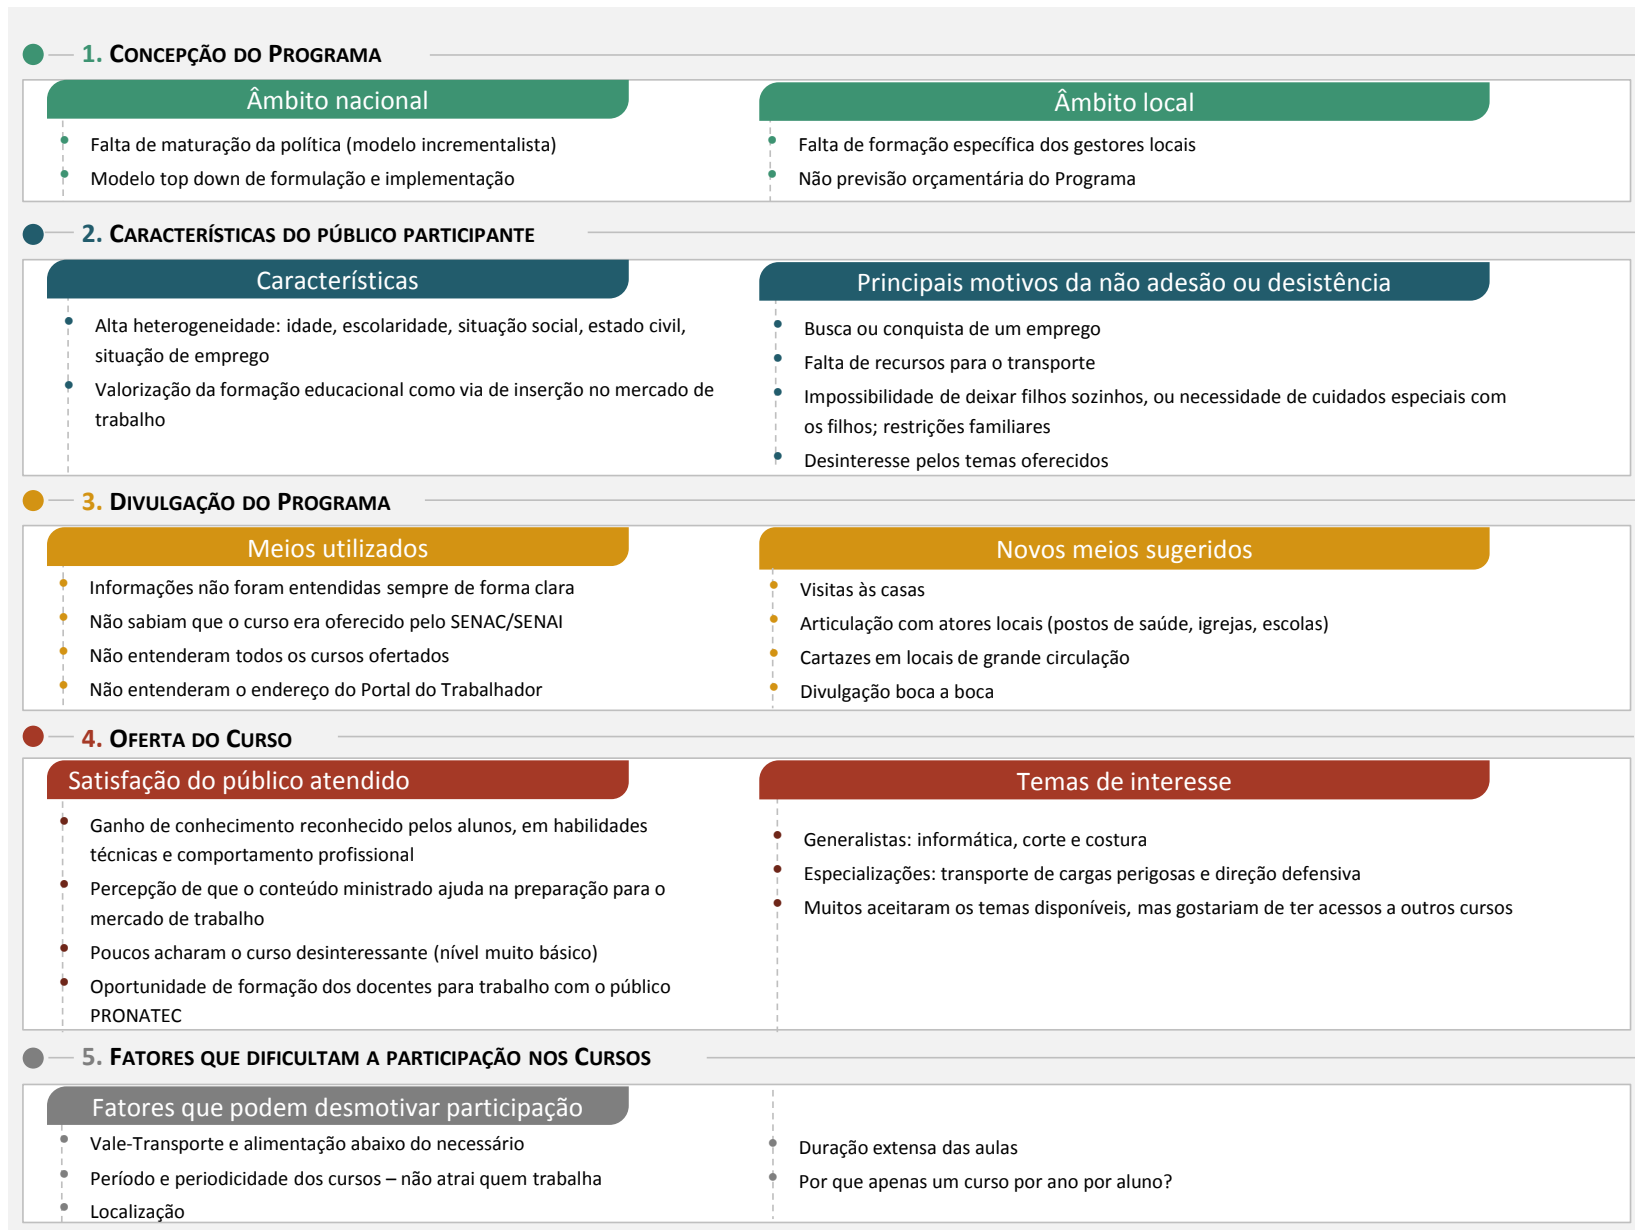 1. CONCEPÇÃO DO PROGRAMA
Âmbito nacional
Falta de maturação da política (modelo incrementalista)
Modelo top down de formulação e implementação
Âmbito local
Falta de formação específica dos gestores locais
Não previsão orçamentária do Programa
2. CARACTERÍSTICAS DO PÚBLICO PARTICIPANTE
Características
Alta heterogeneidade: idade, escolaridade, situação social, estado civil,
situação de emprego
Valorização da formação educacional como via de inserção no mercado de
trabalho
Principais motivos da não adesão ou desistência
Busca ou conquista de um emprego
Falta de recursos para o transporte
Impossibilidade de deixar filhos sozinhos, ou necessidade de cuidados especiais com
os filhos; restrições familiares
Desinteresse pelos temas oferecidos
3. DIVULGAÇÃO DO PROGRAMA
Meios utilizados
Informações não foram entendidas sempre de forma clara
Não sabiam que o curso era oferecido pelo SENAC/SENAI
Não entenderam todos os cursos ofertados
Não entenderam o endereço do Portal do Trabalhador
Novos meios sugeridos
Visitas às casas
Articulação com atores locais (postos de saúde, igrejas, escolas)
Cartazes em locais de grande circulação
Divulgação boca a boca
4. OFERTA DO CURSO
Satisfação do público atendido
Ganho de conhecimento reconhecido pelos alunos, em habilidades
técnicas e comportamento profissional
Percepção de que o conteúdo ministrado ajuda na preparação para o
mercado de trabalho
Poucos acharam o curso desinteressante (nível muito básico)
Oportunidade de formação dos docentes para trabalho com o público
PRONATEC
Temas de interesse
Generalistas: informática, corte e costura
Especializações: transporte de cargas perigosas e direção defensiva
Muitos aceitaram os temas disponíveis, mas gostariam de ter acessos a outros cursos
5. FATORES QUE DIFICULTAM A PARTICIPAÇÃO NOS CURSOS
Fatores que podem desmotivar participação
Vale-Transporte e alimentação abaixo do necessário
Período e periodicidade dos cursos – não atrai quem trabalha
Localização
Duração extensa das aulas
Por que apenas um curso por ano por aluno?